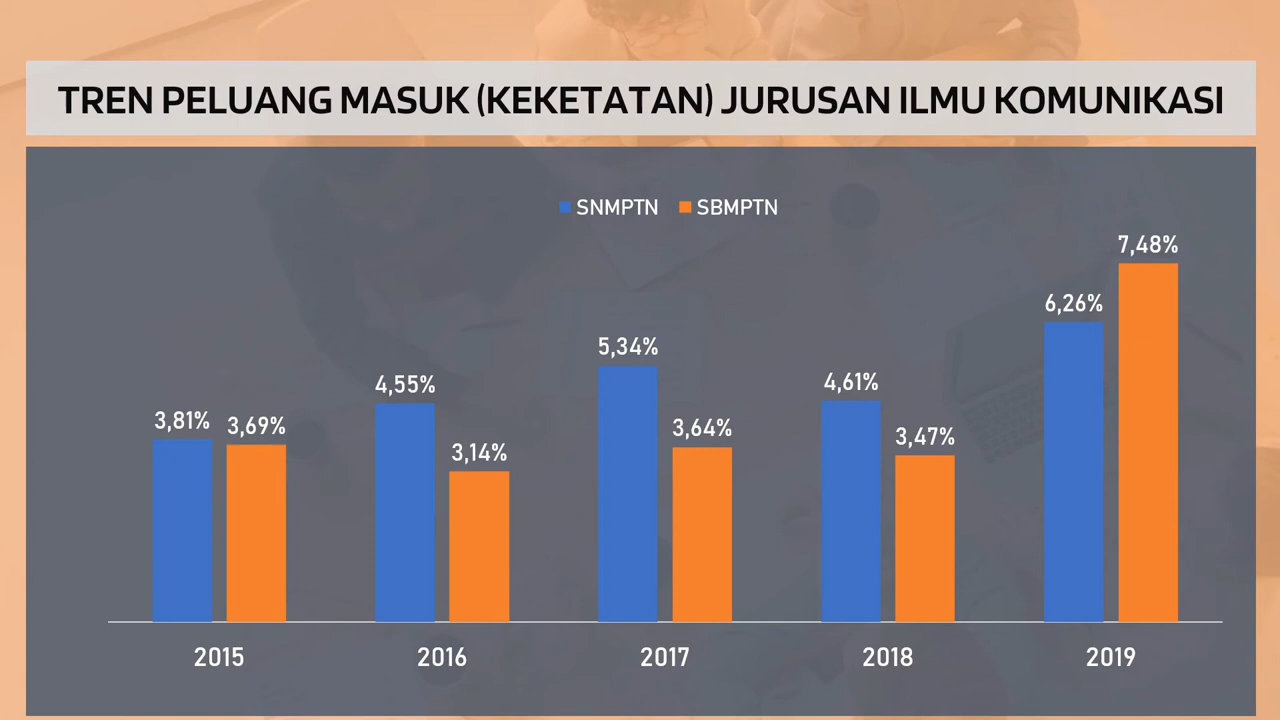 TREN PELUANG MASUK (KEKETATAN) JURUSAN ILMU KOMUNIKASI
SNMPTN SBMPTN
3,81% 3,69% 4,55% 3,14% 5,34% 3,64% 4,61% 3,47% 6,26% 7,48%
2015 2016 2017 2018 2019